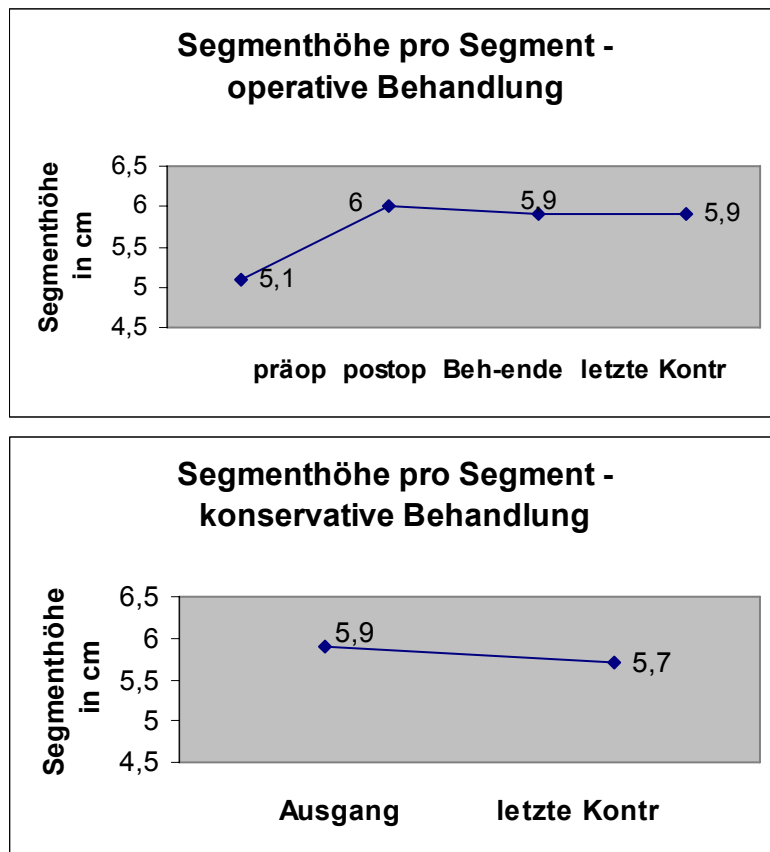 Segmenthöhe pro Segment -
operative Behandlung
Segmenthöhe
in cm
6,5
6
5,5
5
4,5
5,1
6
5,9
5,9
präop postop Beh-ende letzte Kontr
Segmenthöhe pro Segment -
konservative Behandlung
Segmenthöhe
in cm
6,5
6
5,5
5
4,5
5,9
5,7
Ausgang letzte Kontr